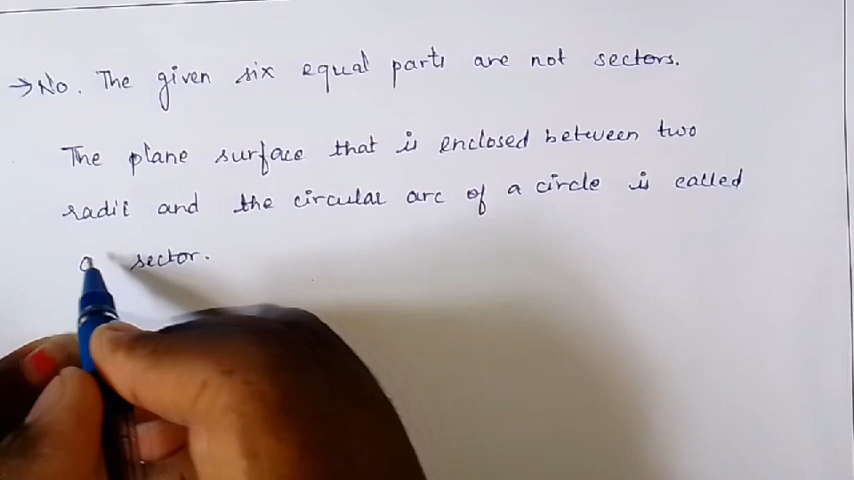 → No. The given six equal parts are not sectors.
The plane surface that is enclosed between two
radii and the circular arc of a circle is called
a sector.